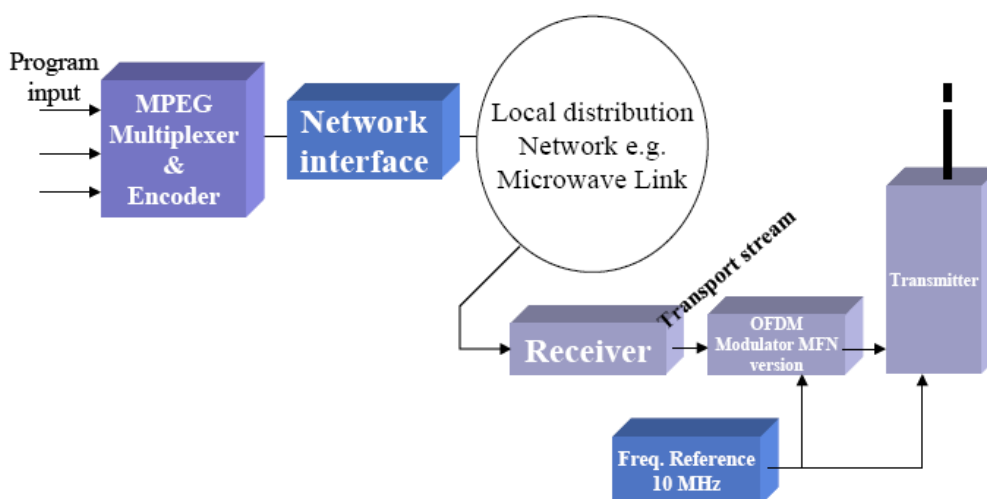 Program
input
MPEG
Multiplexer
&
Encoder
Network
interface
Local distribution
Network e.g.
Microwave Link
Transport stream
Receiver
OFDM
Modulator MFN
version
Transmitter
Freq. Reference
10 MHz